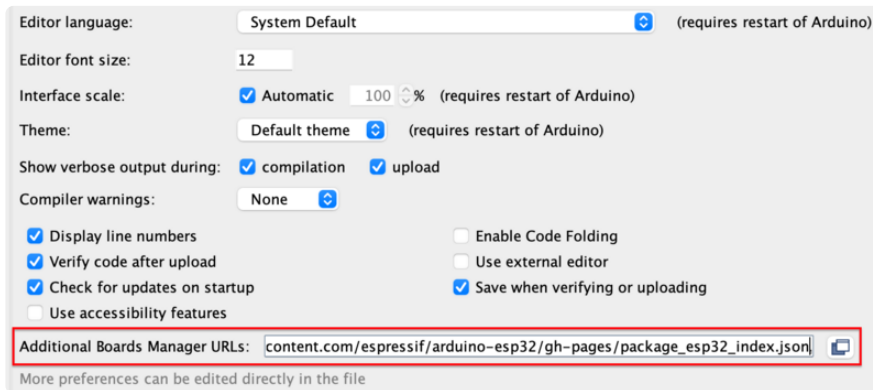 Editor language: System Default (requires restart of Arduino)
Editor font size: 12
Interface scale: Automatic 100 % (requires restart of Arduino)
Theme: Default theme (requires restart of Arduino)
Show verbose output during: compilation upload
Compiler warnings: None
Display line numbers Enable Code Folding
Verify code after upload Use external editor
Check for updates on startup Save when verifying or uploading
Use accessibility features
Additional Boards Manager URLs: content.com/espressif/arduino-esp32/gh-pages/package_esp32_index.json
More preferences can be edited directly in the file